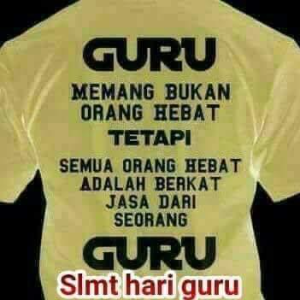 GURU
MEMANG BUKAN
ORANG HEBAT
TETAPI
SEMUA ORANG HEBAT
ADALAH BERKAT
JASA DARI
SEORANG
GURU
Slmt hari guru